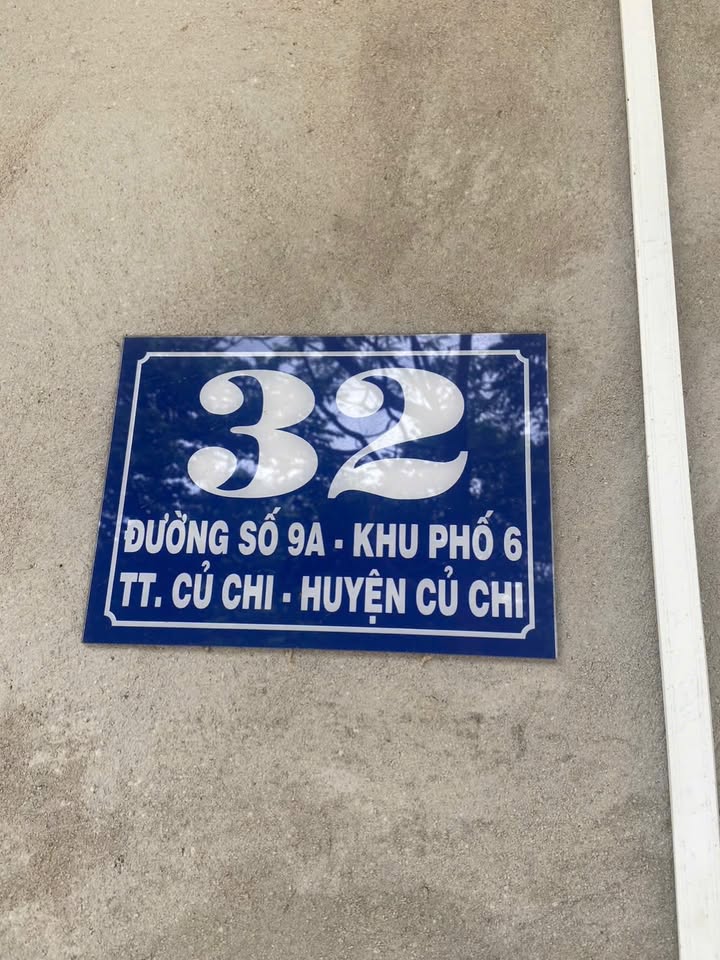 32
ĐƯỜNG SỐ 9A - KHU PHỐ 6
TT. CỦ CHI - HUYỆN CỦ CHI